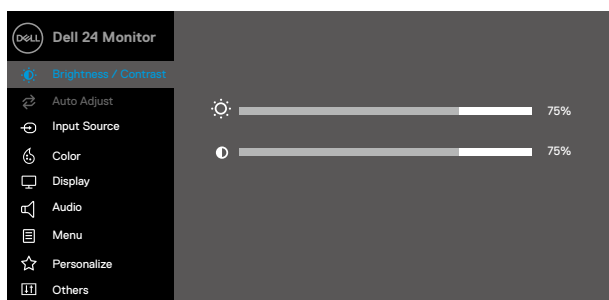 DELL Dell 24 Monitor
Brightness / Contrast
Auto Adjust
Input Source
Color
Display
Audio
Menu
Personalize
Others
75%
75%